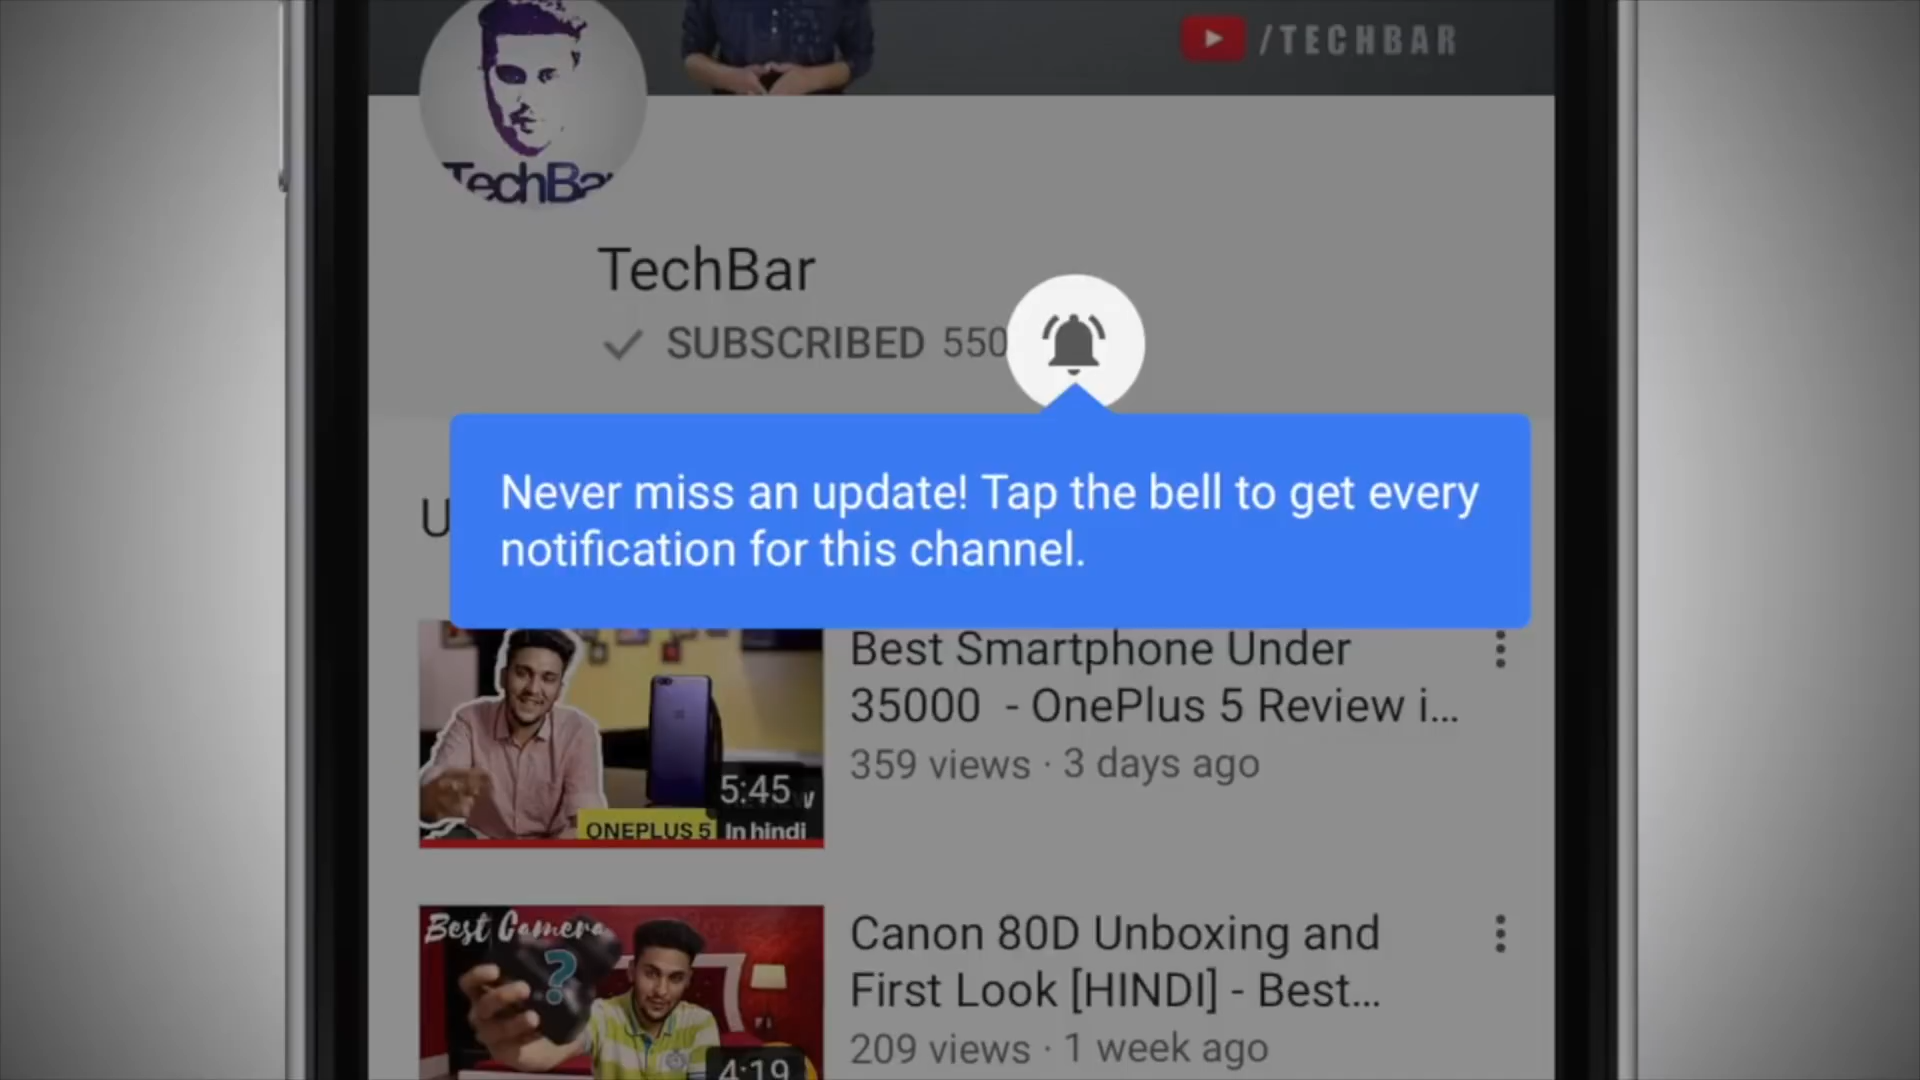 /TECHBAR
TechBar
TechBar
SUBSCRIBED 550
Never miss an update! Tap the bell to get every
notification for this channel.
U
Best Smartphone Under
35000 - OnePlus 5 Review i...
359 views · 3 days ago
5:45
ONEPLUS 5 In hindi
Best Camera
?
Canon 80D Unboxing and
First Look [HINDI] - Best...
209 views · 1 week ago
4:19